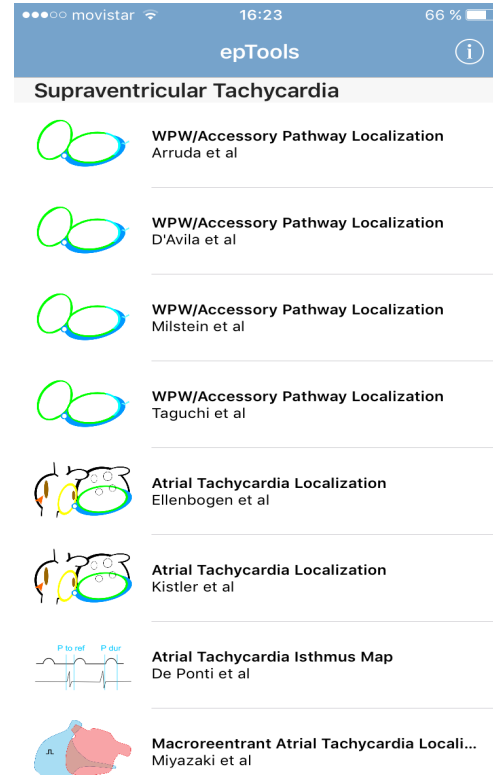 movistar 16:23 66 %
epTools
Supraventricular Tachycardia
WPW/Accessory Pathway Localization
Arruda et al
WPW/Accessory Pathway Localization
D'Avila et al
WPW/Accessory Pathway Localization
Milstein et al
WPW/Accessory Pathway Localization
Taguchi et al
Atrial Tachycardia Localization
Ellenbogen et al
Atrial Tachycardia Localization
Kistler et al
P to ref P dur
Atrial Tachycardia Isthmus Map
De Ponti et al
Macroreentrant Atrial Tachycardia Locali...
Miyazaki et al